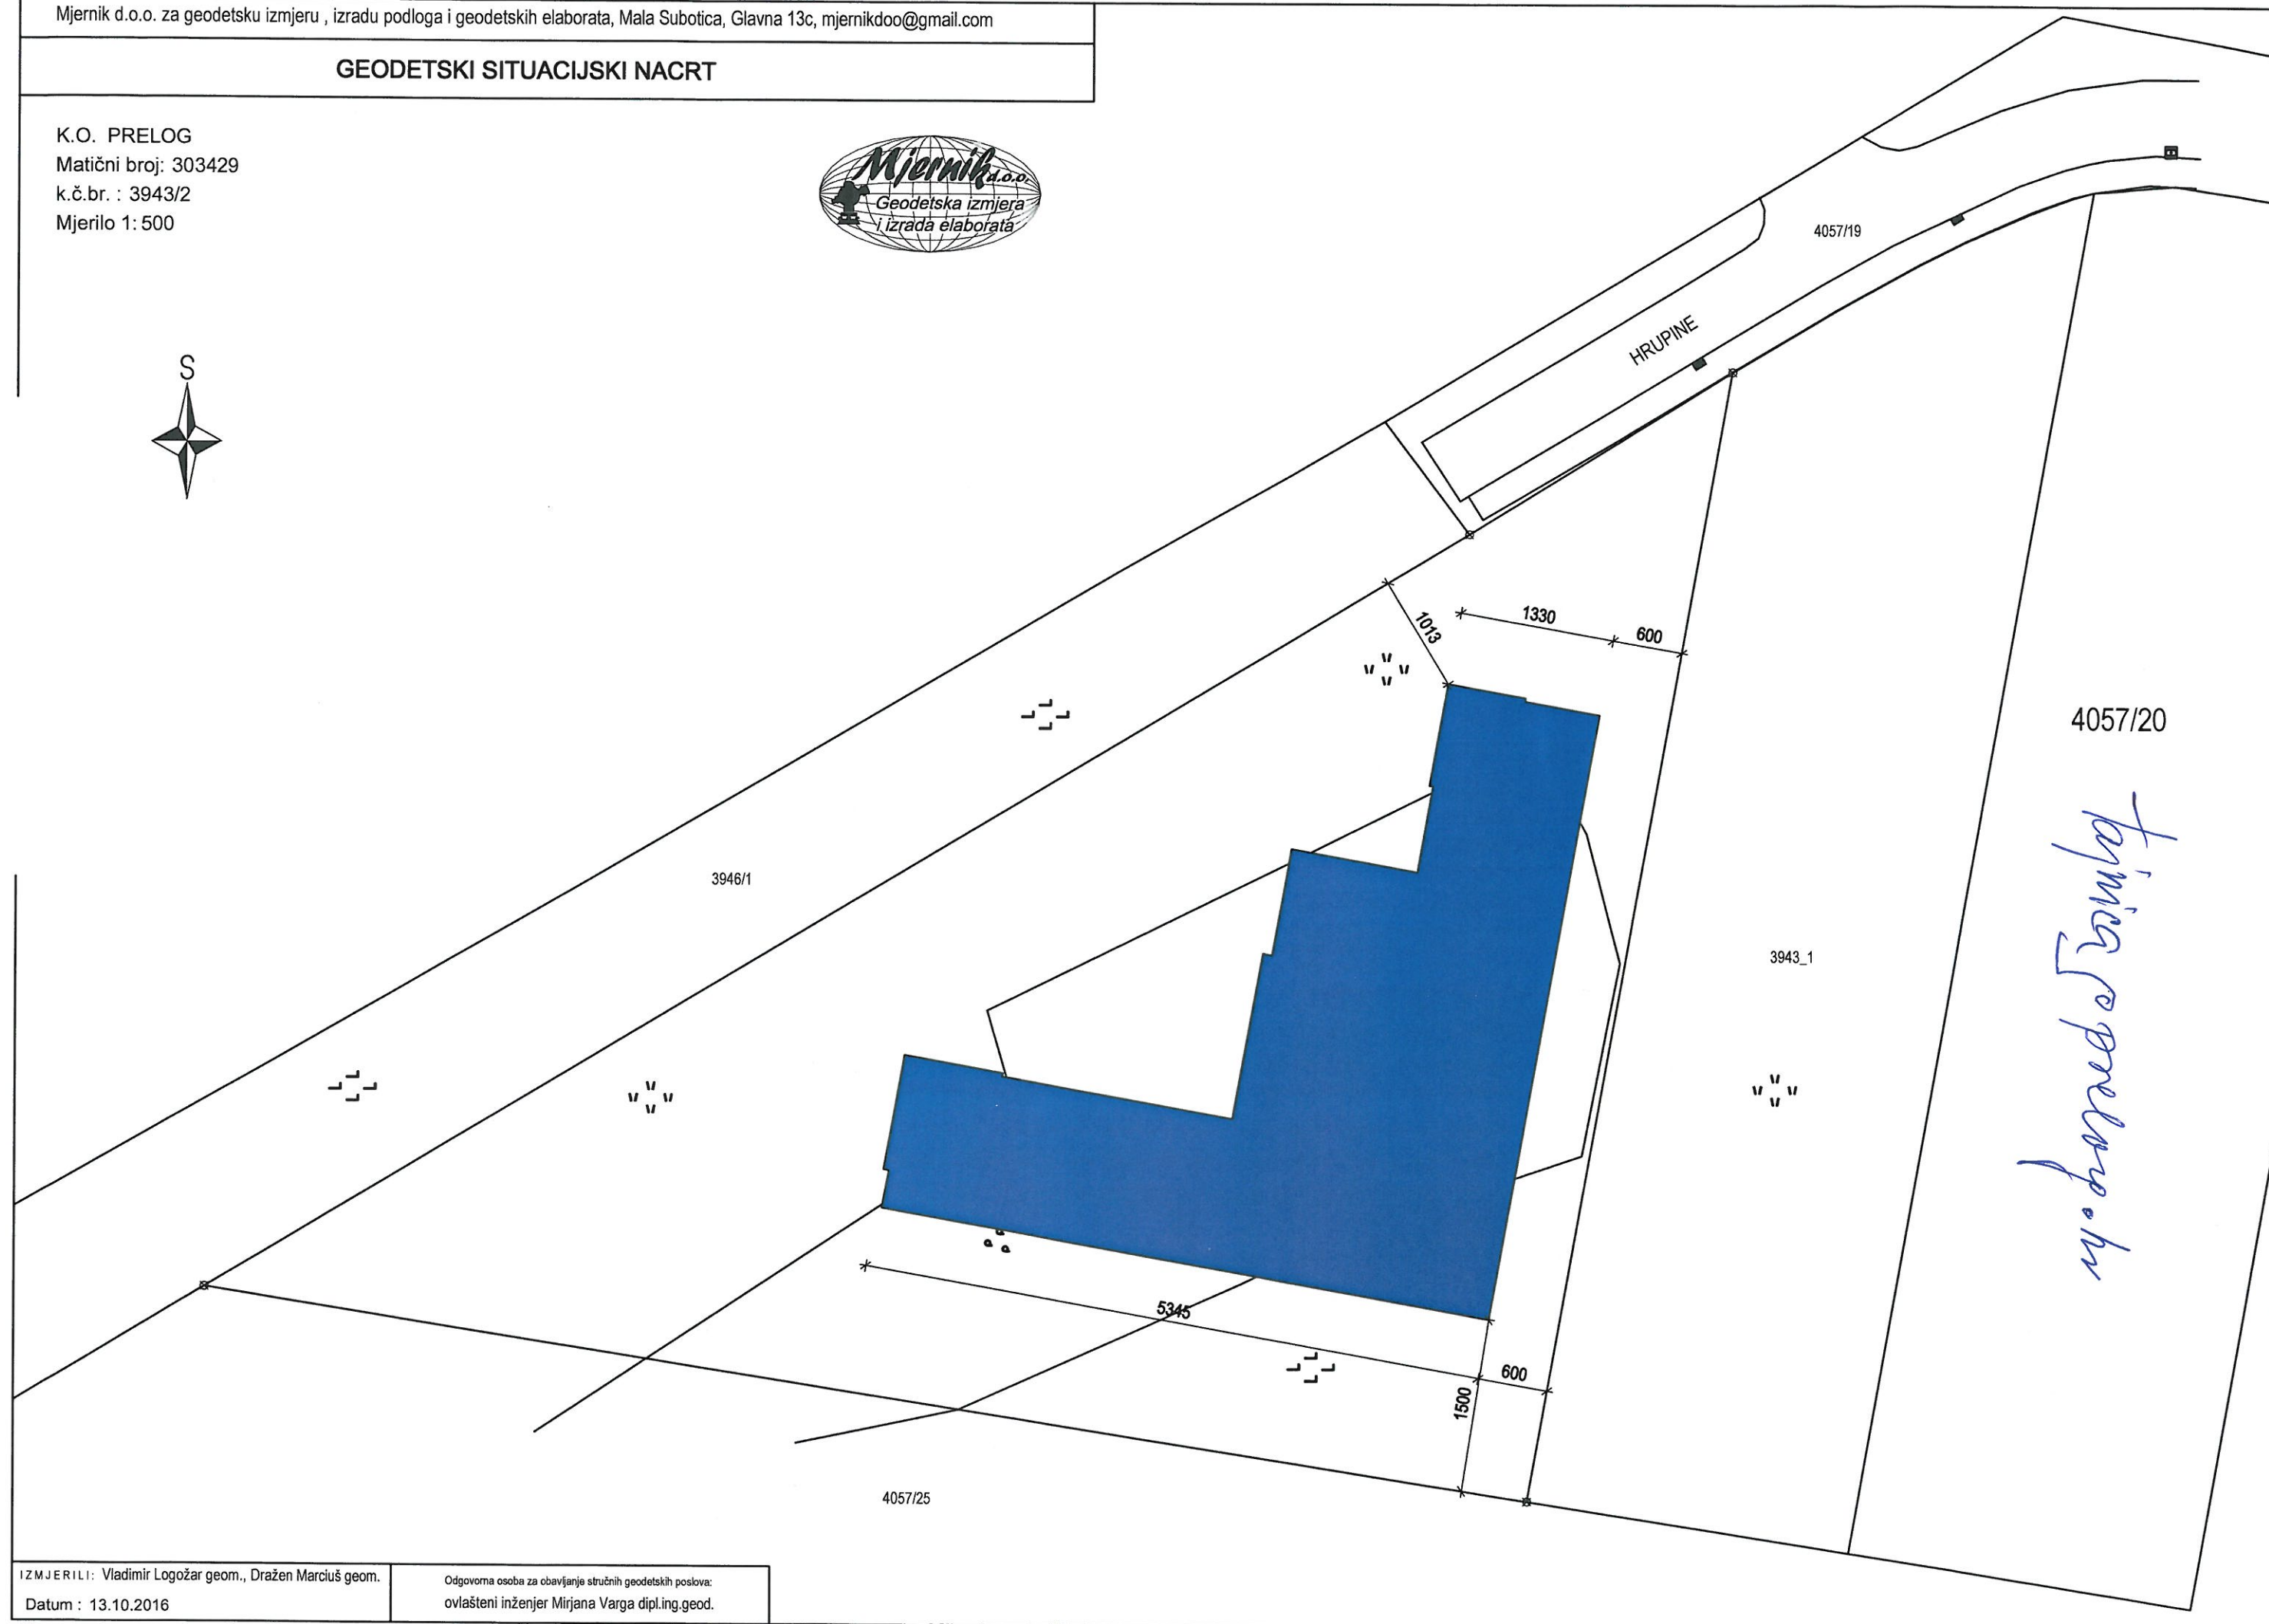 Mjernik d.o.o. za geodetsku izmjeru , izradu podloga i geodetskih elaborata, Mala Subotica, Glavna 13c, mjernikdoo@gmail.com
GEODETSKI SITUACIJSKI NACRT
K.O. PRELOG
Matični broj: 303429
k.č.br. : 3943/2
Mjerilo 1: 500
Mjernik d.o.o.
Geodetska izmjera
i izrada elaborata
S
4057/19
HRUPINE
1013
1330
600
4057/20
tajnica@prelog.hr
3946/1
3943_1
5345
600
1500
4057/25
IZMJERILI: Vladimir Logožar geom., Dražen Marciuš geom.
Datum : 13.10.2016
Odgovorna osoba za obavljanje stručnih geodetskih poslova:
ovlašteni inženjer Mirjana Varga dipl.ing.geod.